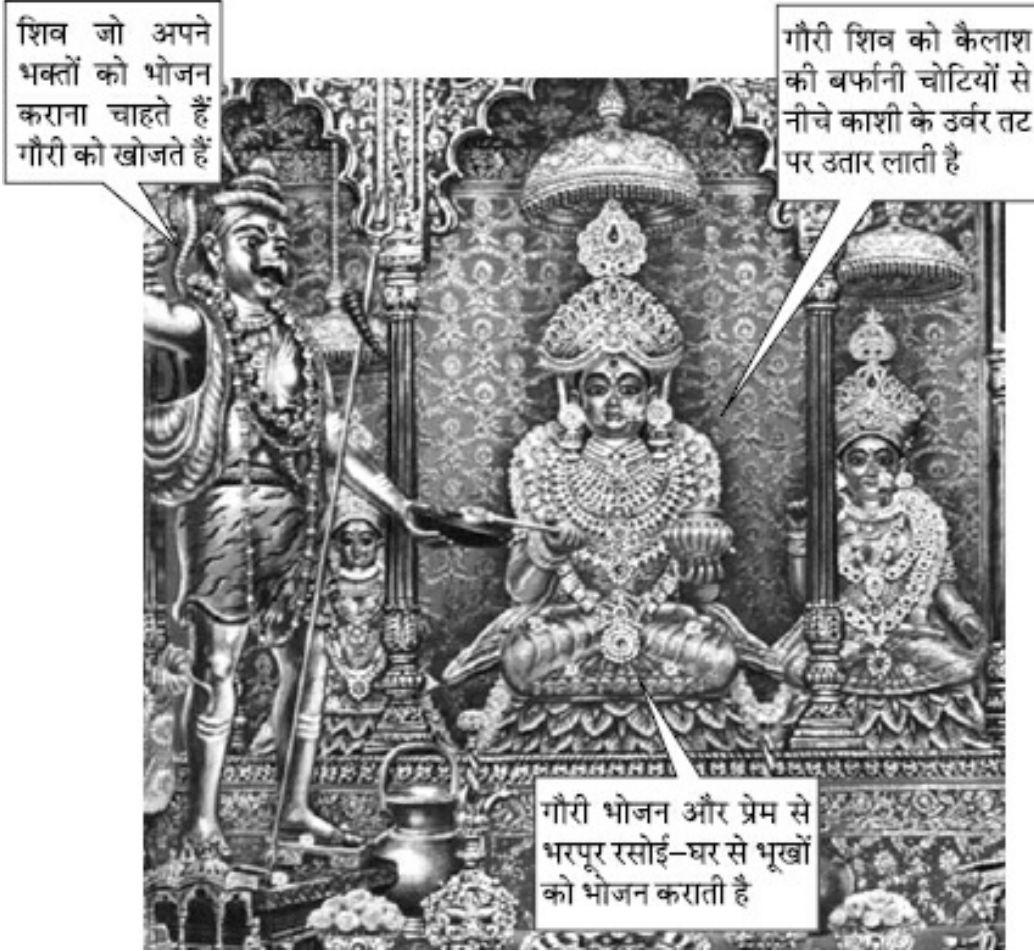 शिव जो अपने
भक्तों को भोजन
कराना चाहते हैं
गौरी को खोजते हैं
गौरी शिव को कैलाश
की बर्फानी चोटियों से
नीचे काशी के उर्वर तट
पर उतार लाती है
गौरी भोजन और प्रेम से
भरपूर रसोई–घर से भूखों
को भोजन कराती है